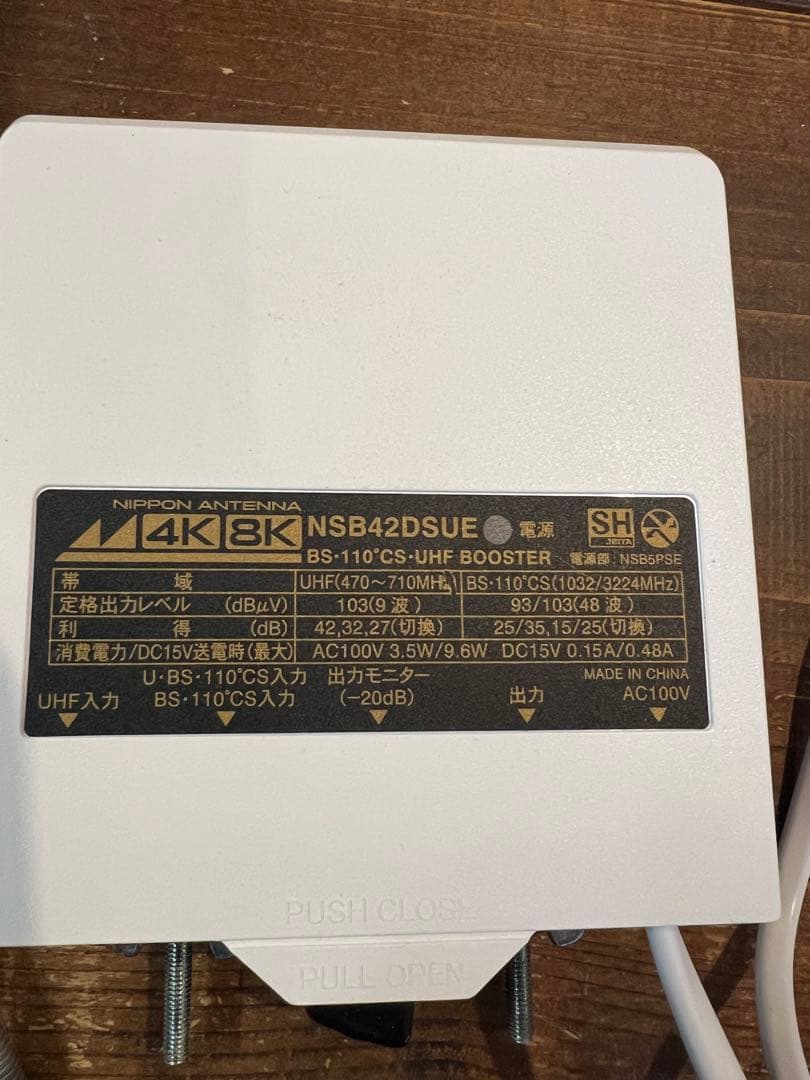 NIPPON ANTENNA
4K 8K NSB42DSUE 電源 SH JEITA
BS・110°CS・UHF BOOSTER 電源部：NSB5PSE
帯域 UHF(470～710MHz) BS・110°CS(1032/3224MHz)
定格出力レベル (dBμV) 103(9波) 93/103(48波)
利得 (dB) 42,32,27(切換) 25/35,15/25(切換)
消費電力/DC15V送電時(最大) AC100V 3.5W/9.6W DC15V 0.15A/0.48A
MADE IN CHINA
UHF入力
U・BS・110°CS入力
BS・110°CS入力
出力モニター
(−20dB)
出力
AC100V
PUSH CLOSE
PULL OPEN